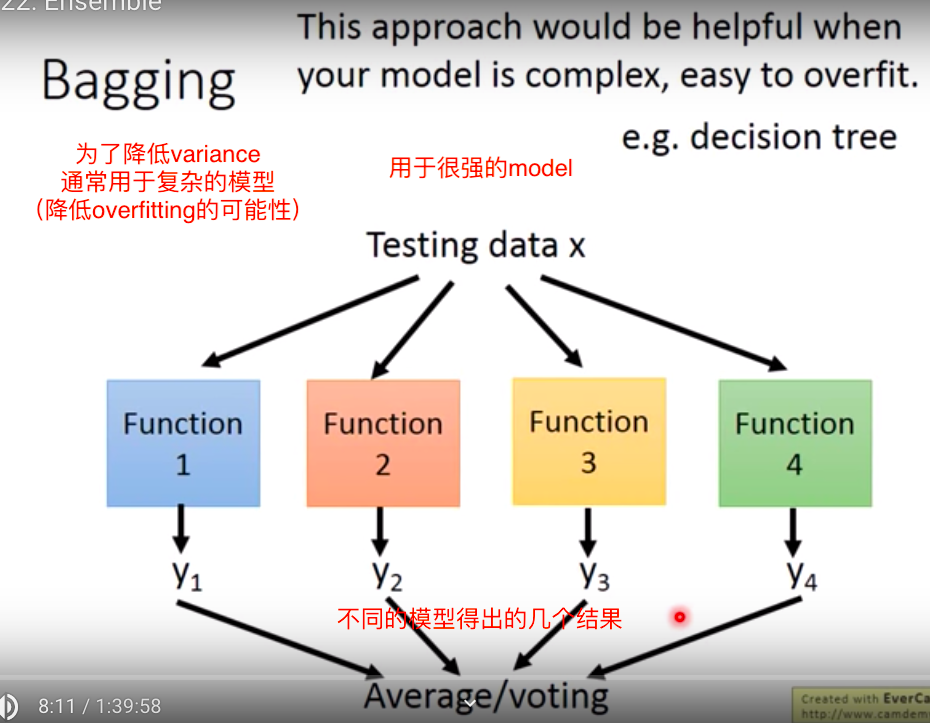 22. Ensemble
This approach would be helpful when
Bagging
your model is complex, easy to overfit.
e.g. decision tree
为了降低variance
通常用于复杂的模型
（降低overfitting的可能性）
用于很强的model
Testing data x
Function
1
Function
2
Function
3
Function
4
y₁
y₂
y₃
y₄
不同的模型得出的几个结果
Average/voting
8:11 / 1:39:58
Created with
http://www.camdem